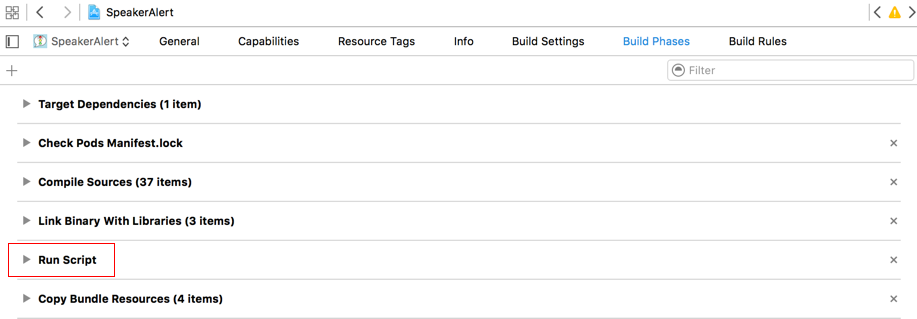 SpeakerAlert
SpeakerAlert General Capabilities Resource Tags Info Build Settings Build Phases Build Rules
Filter
Target Dependencies (1 item)
Check Pods Manifest.lock
Compile Sources (37 items)
Link Binary With Libraries (3 items)
Run Script
Copy Bundle Resources (4 items)